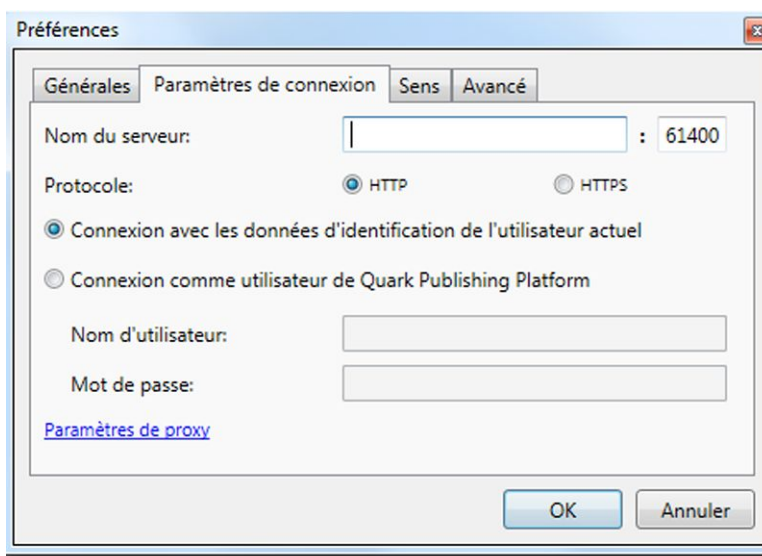 Préférences
Générales Paramètres de connexion Sens Avancé
Nom du serveur: : 61400
Protocole: HTTP HTTPS
Connexion avec les données d'identification de l'utilisateur actuel
Connexion comme utilisateur de Quark Publishing Platform
Nom d'utilisateur:
Mot de passe:
Paramètres de proxy
OK Annuler